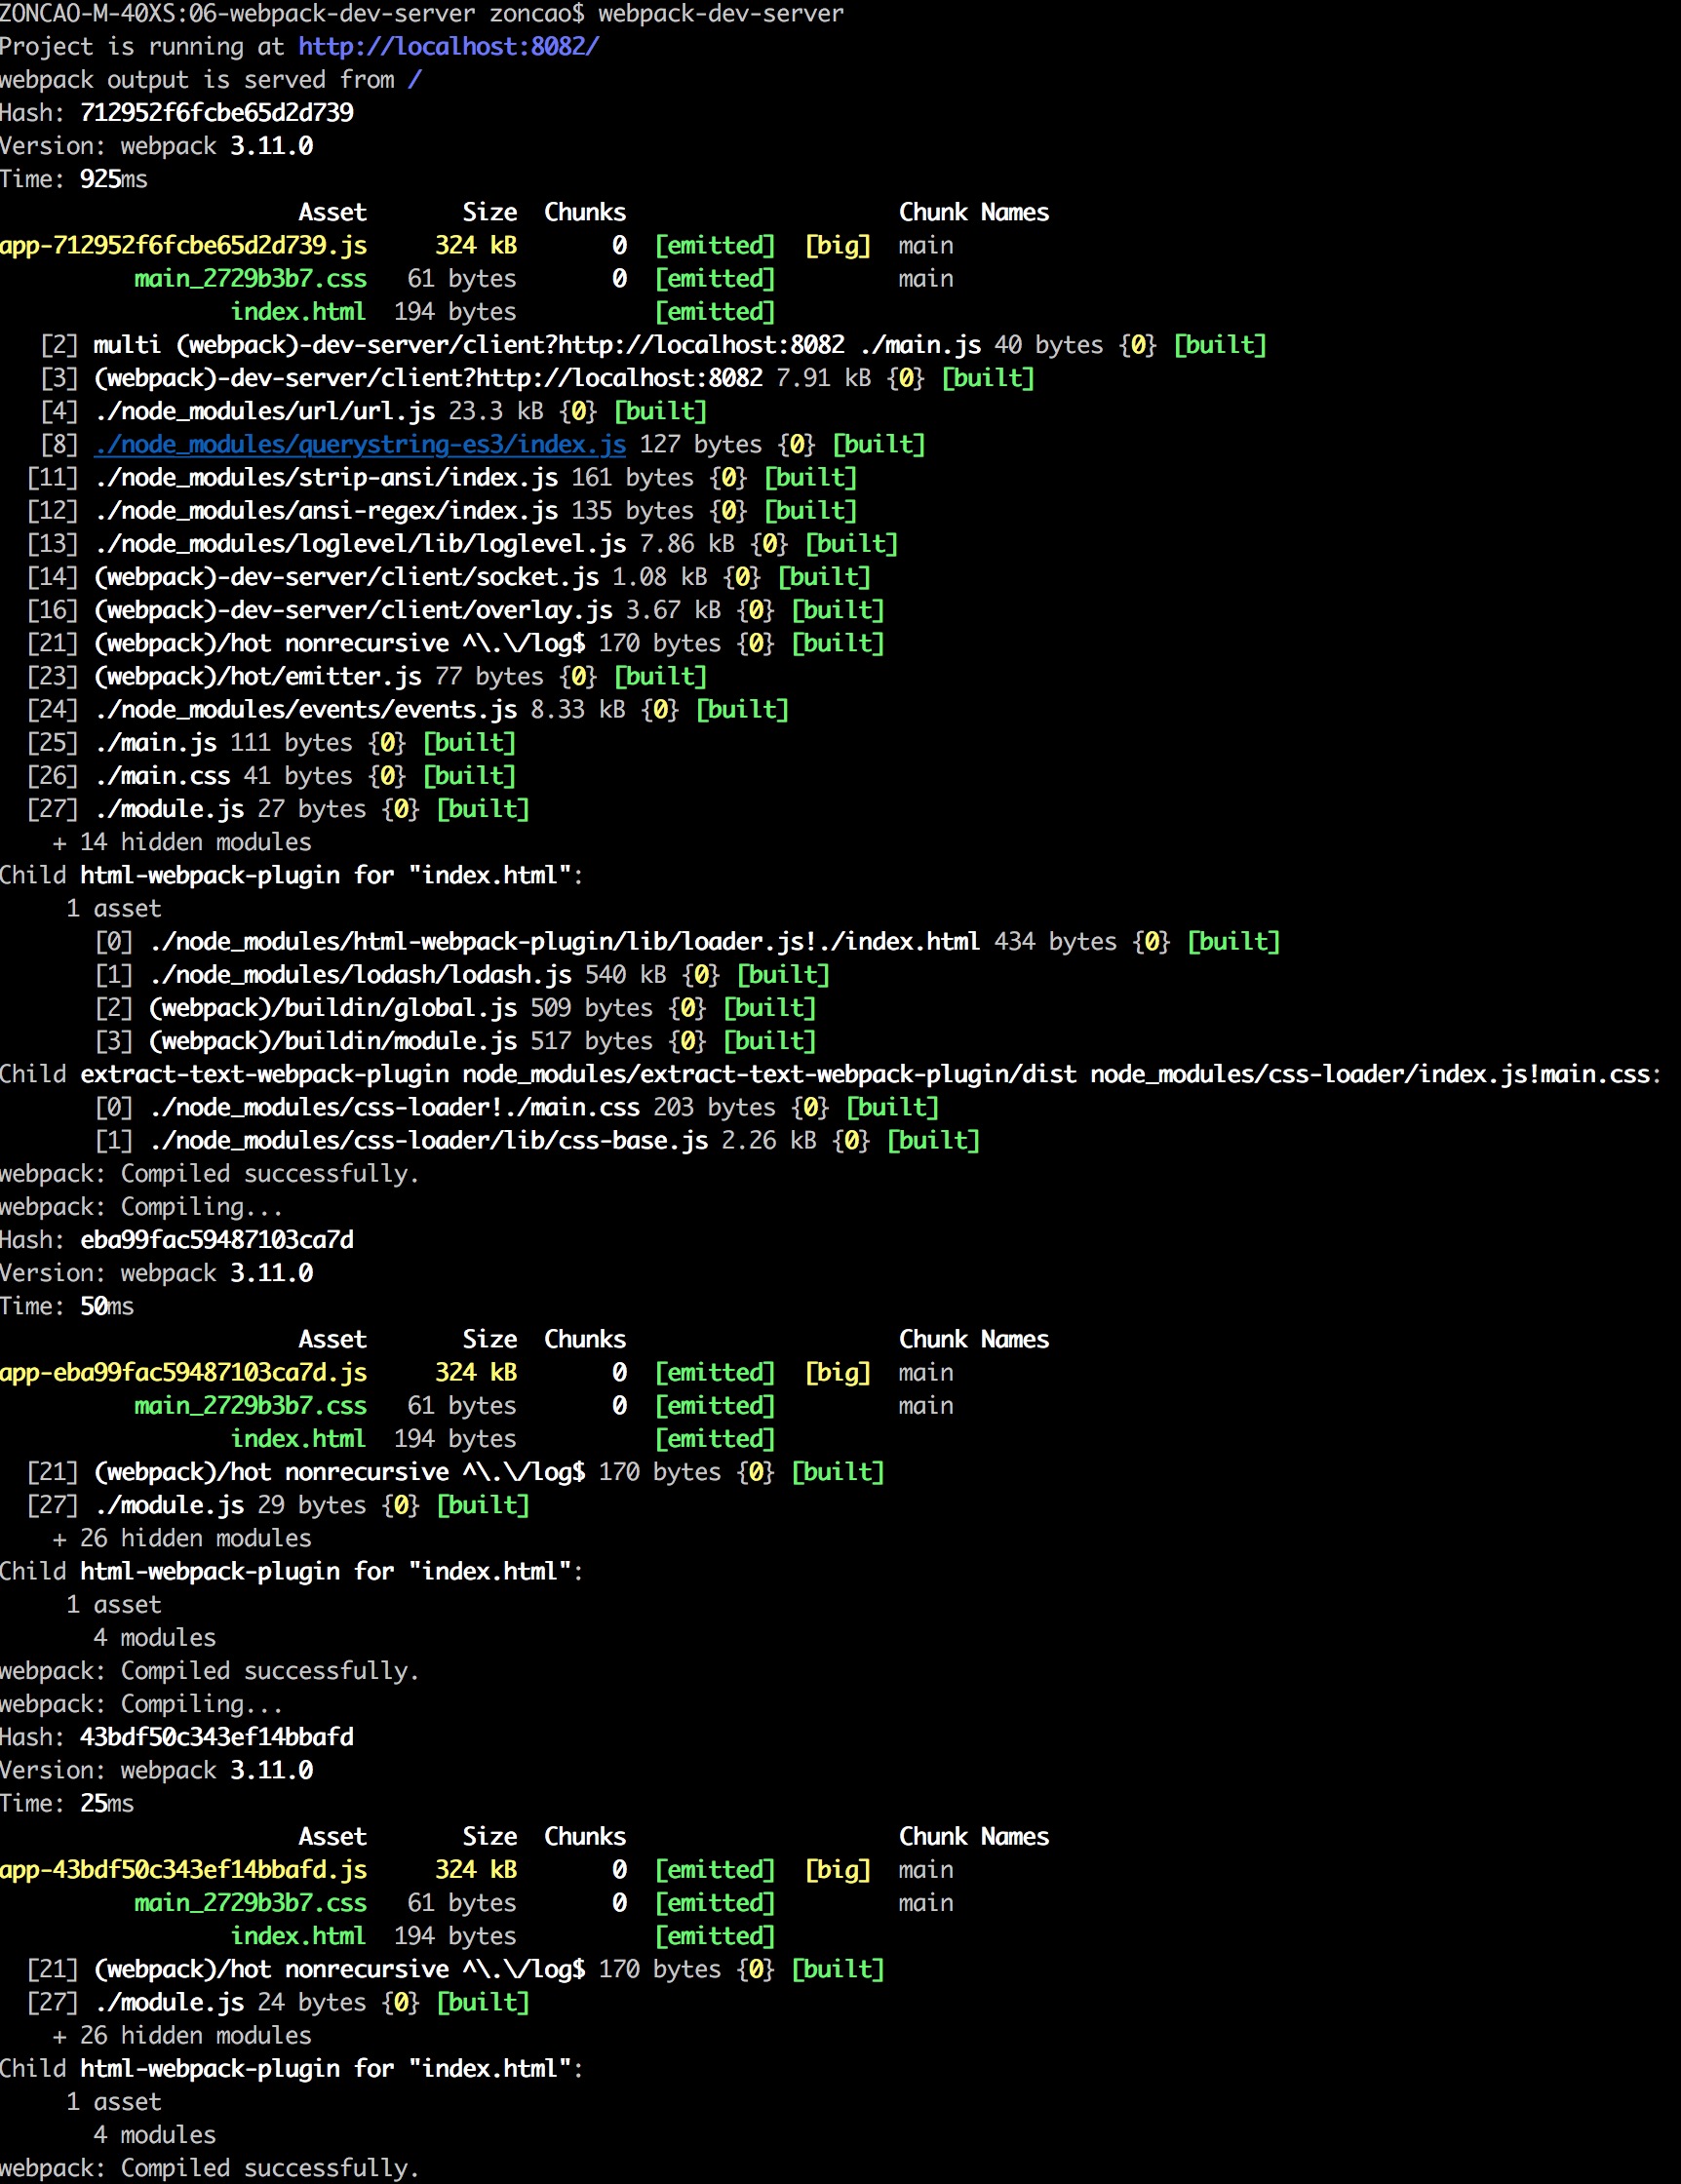 ZONCAO-M-40XS:06-webpack-dev-server zoncao$ webpack-dev-server
Project is running at http://localhost:8082/
webpack output is served from /
Hash: 712952f6fcbe65d2d739
Version: webpack 3.11.0
Time: 925ms
Asset Size Chunks Chunk Names
app-712952f6fcbe65d2d739.js 324 kB 0 [emitted] [big] main
main_2729b3b7.css 61 bytes 0 [emitted] main
index.html 194 bytes [emitted]
[2] multi (webpack)-dev-server/client?http://localhost:8082 ./main.js 40 bytes {0} [built]
[3] (webpack)-dev-server/client?http://localhost:8082 7.91 kB {0} [built]
[4] ./node_modules/url/url.js 23.3 kB {0} [built]
[8] ./node_modules/querystring-es3/index.js 127 bytes {0} [built]
[11] ./node_modules/strip-ansi/index.js 161 bytes {0} [built]
[12] ./node_modules/ansi-regex/index.js 135 bytes {0} [built]
[13] ./node_modules/loglevel/lib/loglevel.js 7.86 kB {0} [built]
[14] (webpack)-dev-server/client/socket.js 1.08 kB {0} [built]
[16] (webpack)-dev-server/client/overlay.js 3.67 kB {0} [built]
[21] (webpack)/hot nonrecursive ^\.\/log$ 170 bytes {0} [built]
[23] (webpack)/hot/emitter.js 77 bytes {0} [built]
[24] ./node_modules/events/events.js 8.33 kB {0} [built]
[25] ./main.js 111 bytes {0} [built]
[26] ./main.css 41 bytes {0} [built]
[27] ./module.js 27 bytes {0} [built]
+ 14 hidden modules
Child html-webpack-plugin for "index.html":
1 asset
[0] ./node_modules/html-webpack-plugin/lib/loader.js!./index.html 434 bytes {0} [built]
[1] ./node_modules/lodash/lodash.js 540 kB {0} [built]
[2] (webpack)/buildin/global.js 509 bytes {0} [built]
[3] (webpack)/buildin/module.js 517 bytes {0} [built]
Child extract-text-webpack-plugin node_modules/extract-text-webpack-plugin/dist node_modules/css-loader/index.js!main.css:
[0] ./node_modules/css-loader!./main.css 203 bytes {0} [built]
[1] ./node_modules/css-loader/lib/css-base.js 2.26 kB {0} [built]
webpack: Compiled successfully.
webpack: Compiling...
Hash: eba99fac59487103ca7d
Version: webpack 3.11.0
Time: 50ms
Asset Size Chunks Chunk Names
app-eba99fac59487103ca7d.js 324 kB 0 [emitted] [big] main
main_2729b3b7.css 61 bytes 0 [emitted] main
index.html 194 bytes [emitted]
[21] (webpack)/hot nonrecursive ^\.\/log$ 170 bytes {0} [built]
[27] ./module.js 29 bytes {0} [built]
+ 26 hidden modules
Child html-webpack-plugin for "index.html":
1 asset
4 modules
webpack: Compiled successfully.
webpack: Compiling...
Hash: 43bdf50c343ef14bbafd
Version: webpack 3.11.0
Time: 25ms
Asset Size Chunks Chunk Names
app-43bdf50c343ef14bbafd.js 324 kB 0 [emitted] [big] main
main_2729b3b7.css 61 bytes 0 [emitted] main
index.html 194 bytes [emitted]
[21] (webpack)/hot nonrecursive ^\.\/log$ 170 bytes {0} [built]
[27] ./module.js 24 bytes {0} [built]
+ 26 hidden modules
Child html-webpack-plugin for "index.html":
1 asset
4 modules
webpack: Compiled successfully.